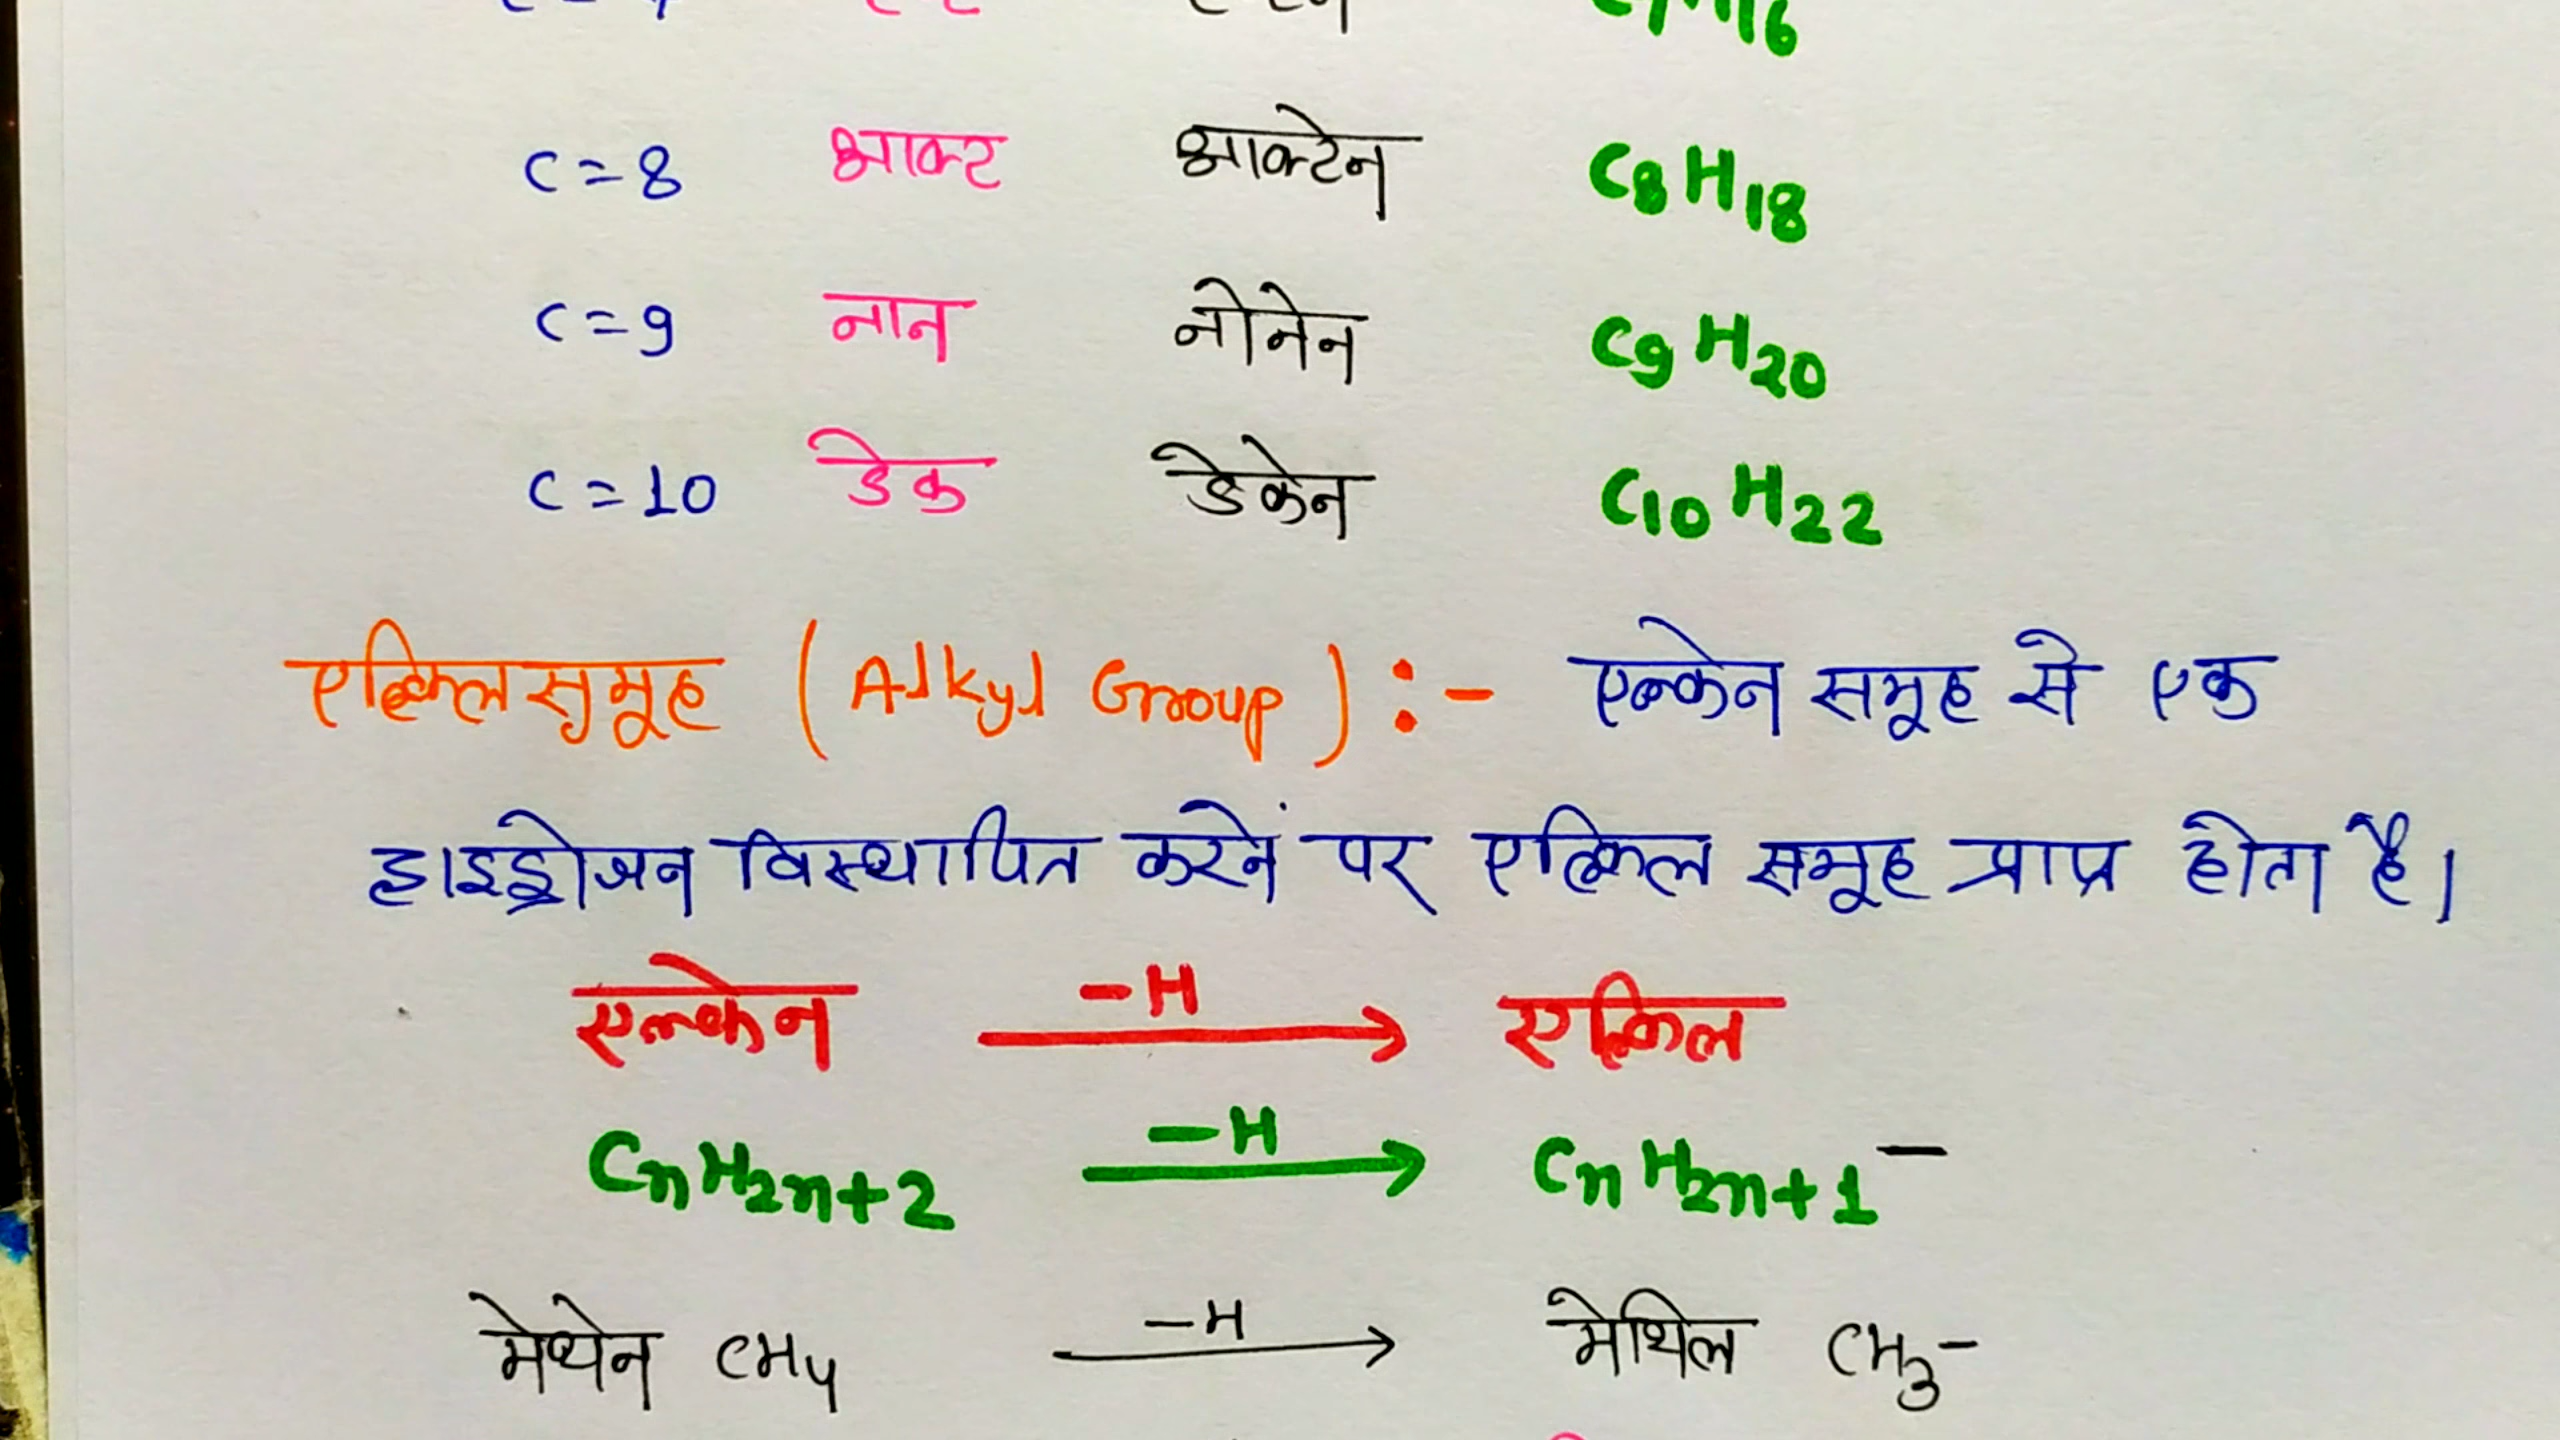 C=8 आक्ट आक्टेन C8H18
C=9 नान नोनेन C9H20
C=10 डेक डेकेन C10H22
एल्किल समूह (Alkyl Group) :- एल्केन समूह से एक
हाइड्रोजन विस्थापित करनें पर एल्किल समूह प्राप्त होता है।
एल्केन -H → एल्किल
CnH2n+2 -H → CnH2n+1-
मेथेन CH4 -H → मेथिल CH3-